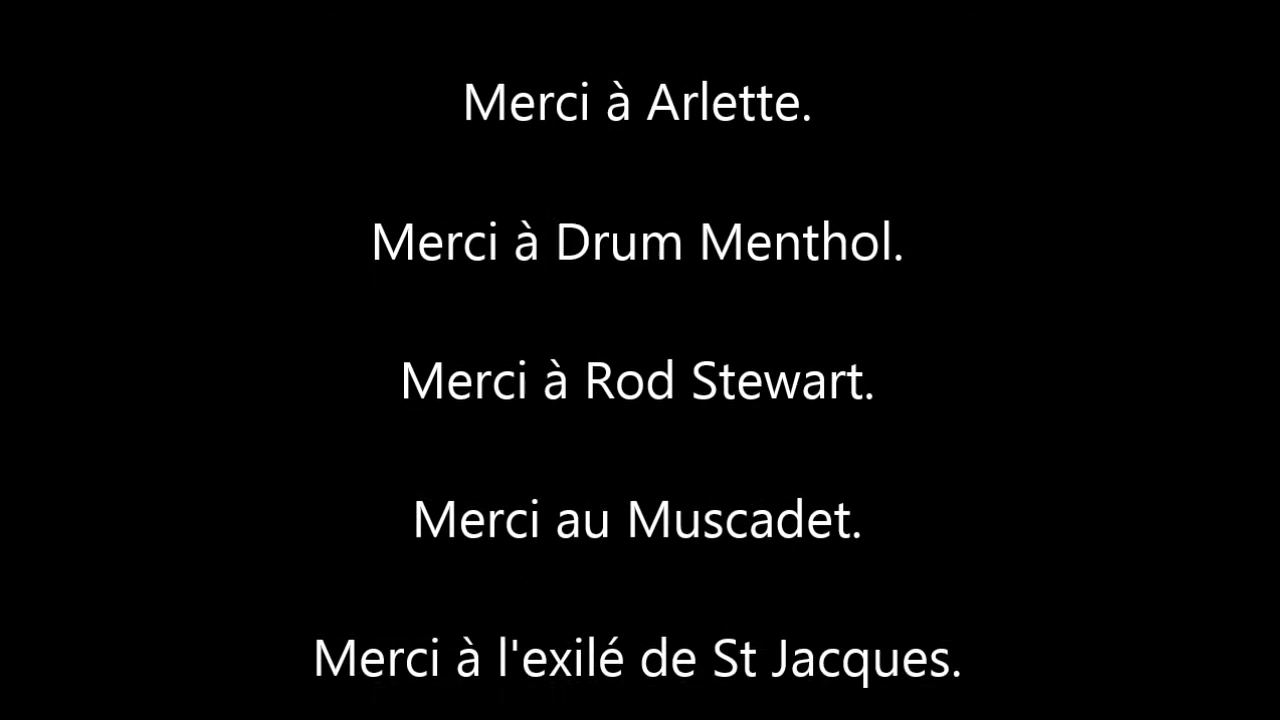 Merci à Arlette.
Merci à Drum Menthol.
Merci à Rod Stewart.
Merci au Muscadet.
Merci à l'exilé de St Jacques.